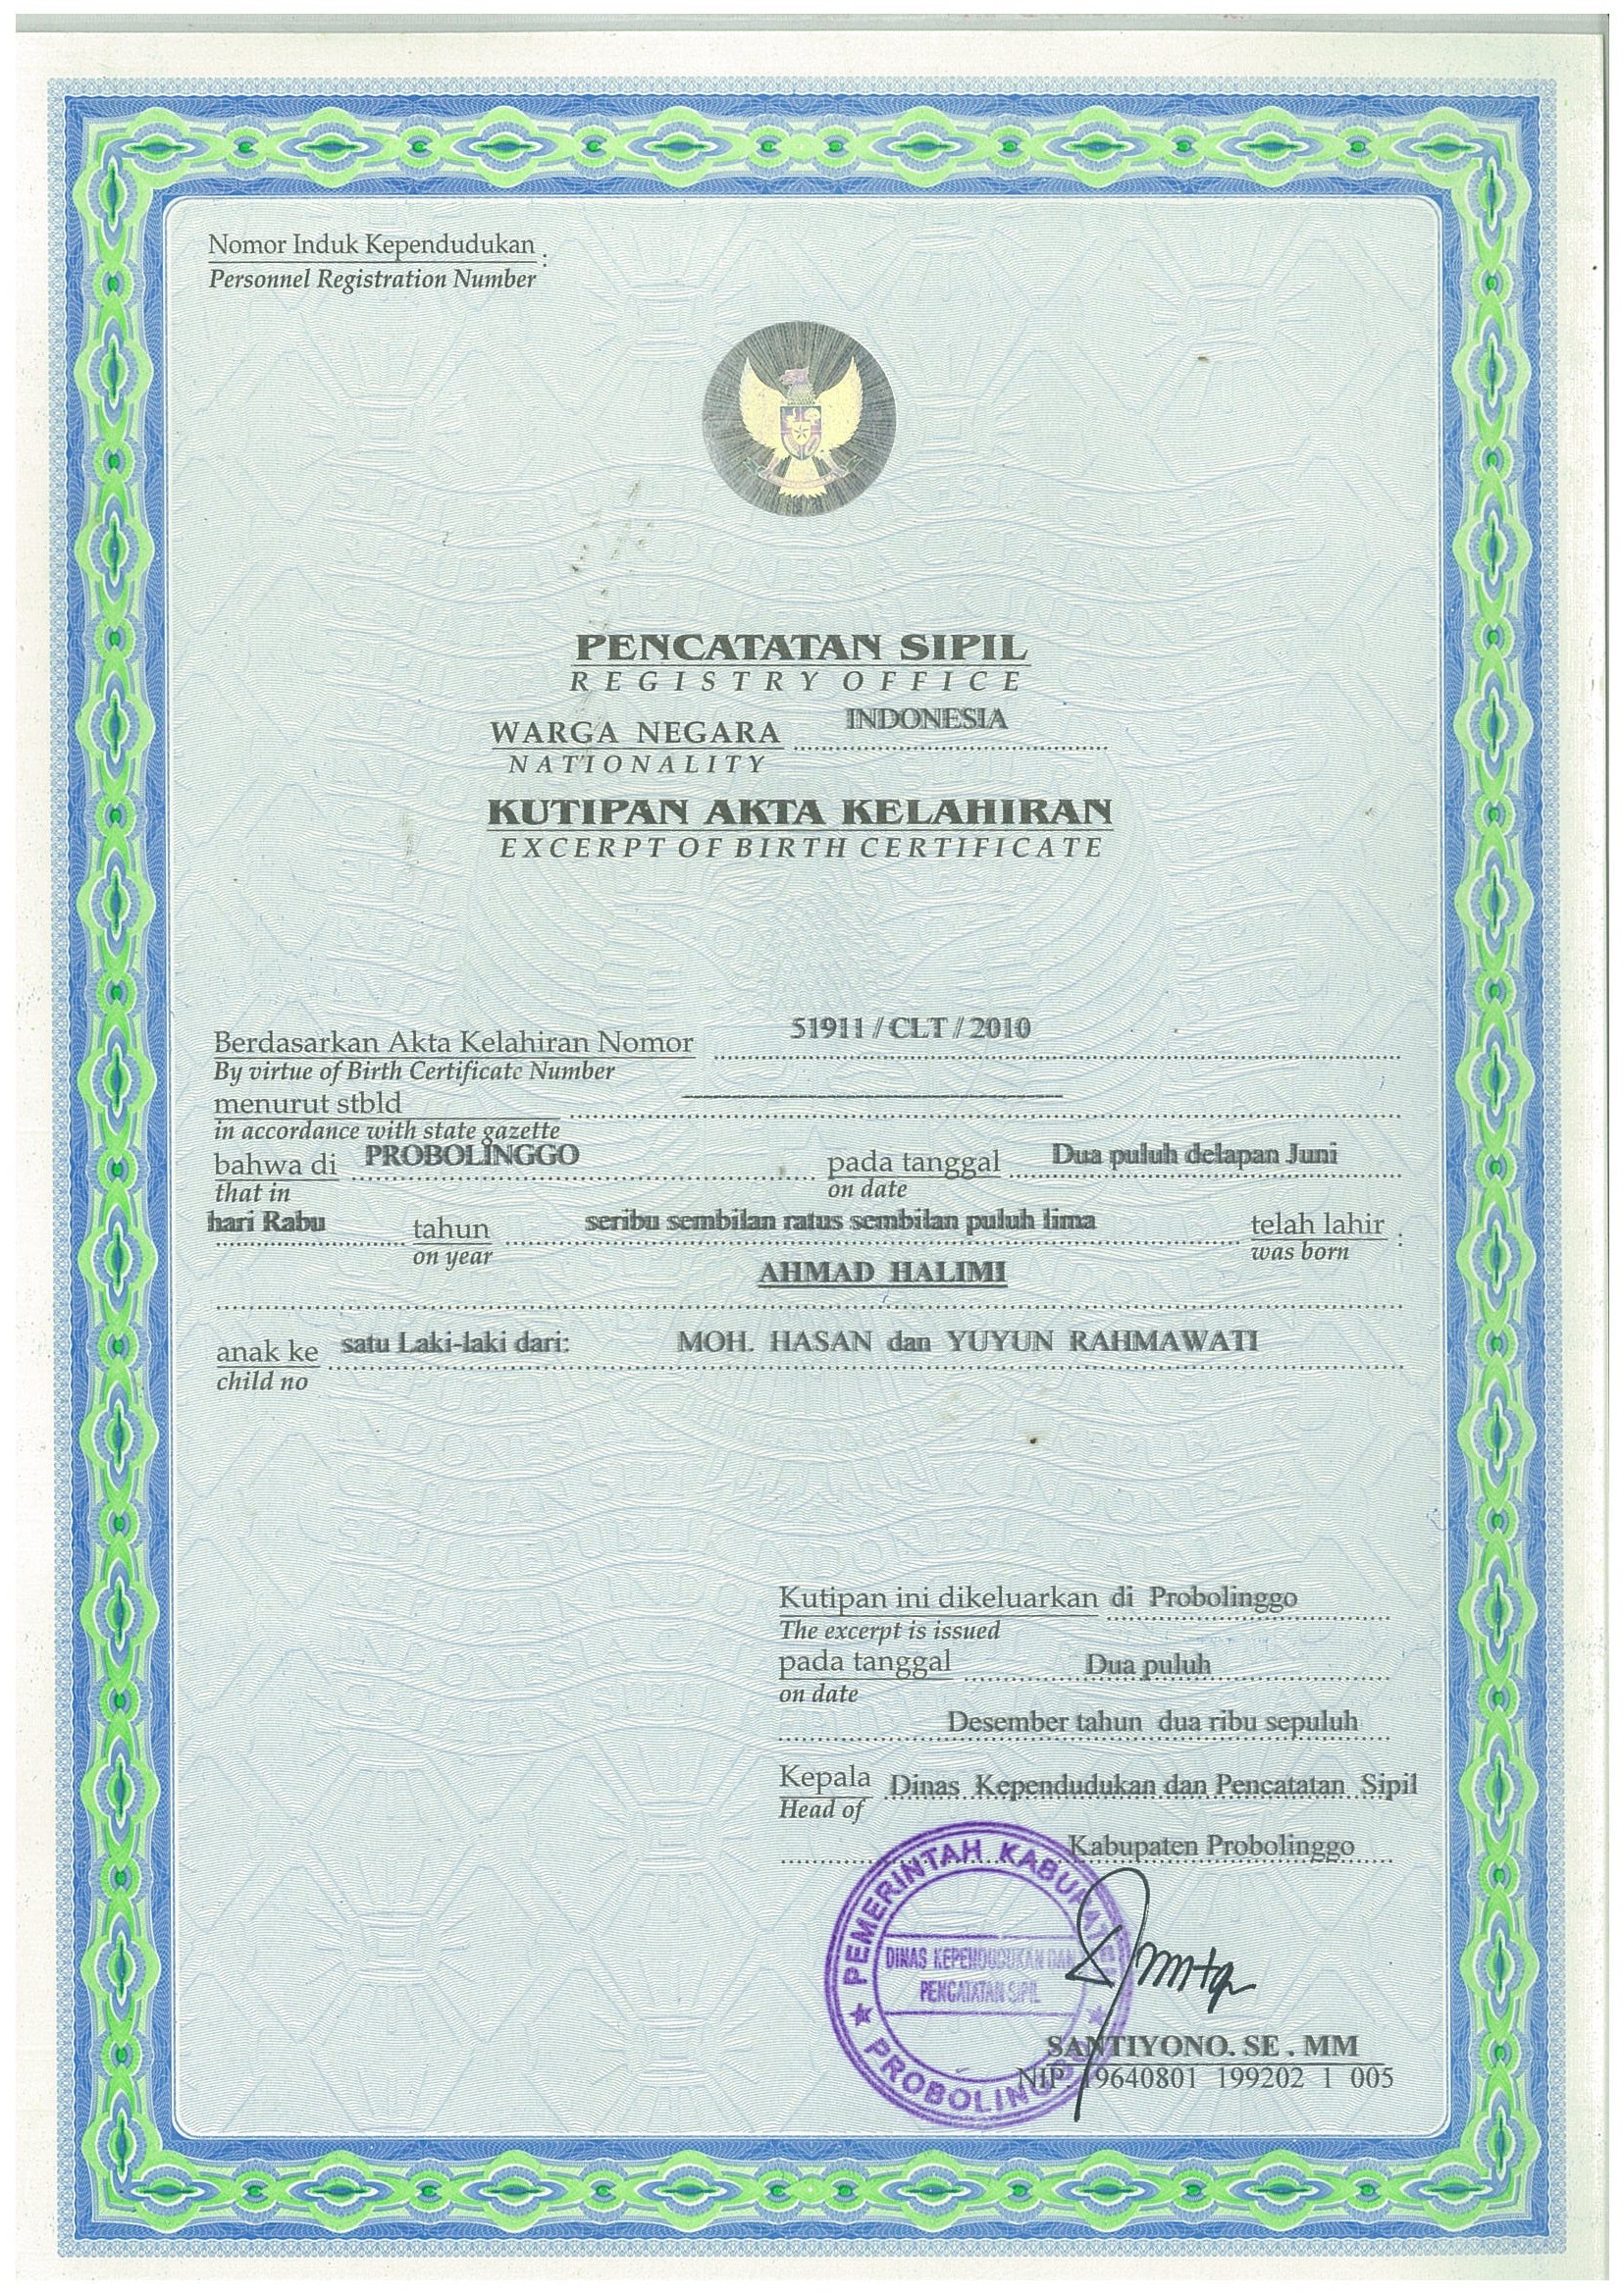 Nomor Induk Kependudukan :
Personnel Registration Number
PENCATATAN SIPIL
REGISTRY OFFICE
WARGA NEGARA INDONESIA
NATIONALITY
KUTIPAN AKTA KELAHIRAN
EXCERPT OF BIRTH CERTIFICATE
Berdasarkan Akta Kelahiran Nomor 51911 / CLT / 2010
By virtue of Birth Certificate Number
menurut stbld
in accordance with state gazette
bahwa di PROBOLINGGO pada tanggal Dua puluh delapan Juni
that in on date
hari Rabu tahun seribu sembilan ratus sembilan puluh lima telah lahir :
on year was born
AHMAD HALIMI
anak ke satu Laki-laki dari: MOH. HASAN dan YUYUN RAHMAWATI
child no
Kutipan ini dikeluarkan di Probolinggo
The excerpt is issued
pada tanggal Dua puluh
on date
Desember tahun dua ribu sepuluh
Kepala Dinas Kependudukan dan Pencatatan Sipil
Head of
Kabupaten Probolinggo
PEMERINTAH KABUPATEN
DINAS KEPENDUDUKAN DAN
PENCATATAN SIPIL
PROBOLINGGO
SANTIYONO. SE . MM
NIP 19640801 199202 1 005